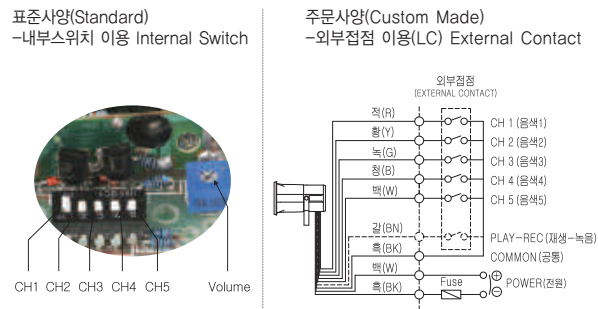 표준사양(Standard)
-내부스위치 이용 Internal Switch
CH1 CH2 CH3 CH4 CH5 Volume
주문사양(Custom Made)
-외부접점 이용(LC) External Contact
외부접점
(EXTERNAL CONTACT)
적(R) CH 1 (음색1)
황(Y) CH 2 (음색2)
녹(G) CH 3 (음색3)
청(B) CH 4 (음색4)
백(W) CH 5 (음색5)
갈(BN) PLAY-REC (재생-녹음)
흑(BK) COMMON(공통)
백(W) ⊕
Fuse POWER(전원)
흑(BK) ⊖